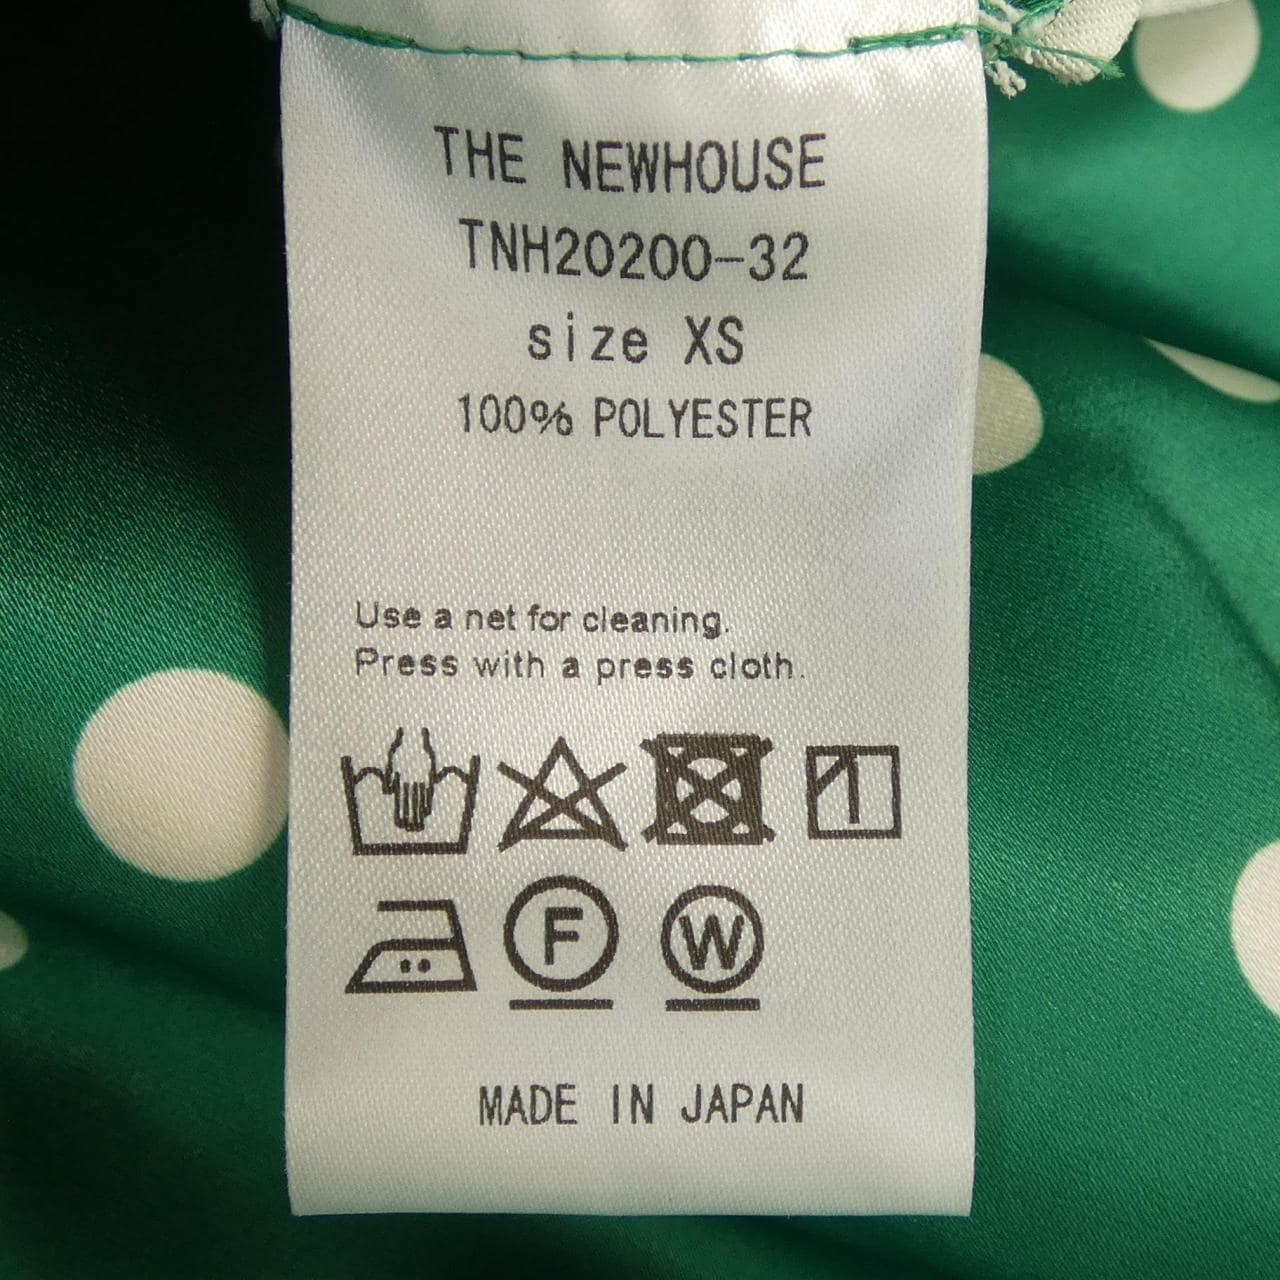 THE NEWHOUSE
TNH20200-32
size XS
100% POLYESTER
Use a net for cleaning.
Press with a press cloth.
F W
MADE IN JAPAN